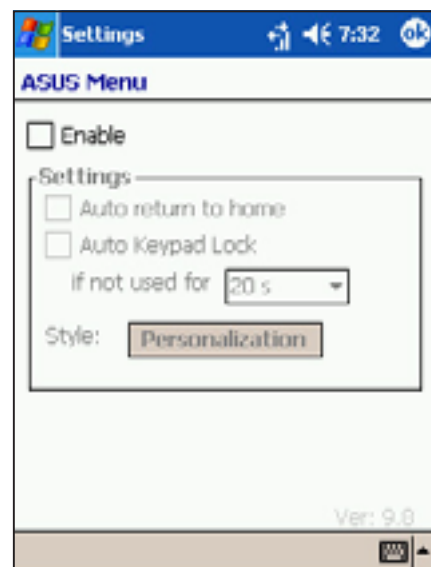 Settings 7:32 ok
ASUS Menu
Enable
Settings
Auto return to home
Auto Keypad Lock
if not used for 20 s
Style: Personalization
Ver: 9.8